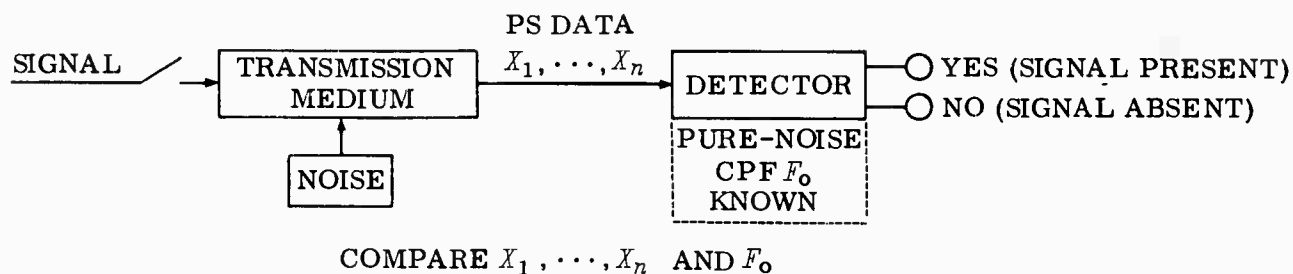 SIGNAL
TRANSMISSION
MEDIUM
NOISE
PS DATA
X₁, · · ·, Xₙ
DETECTOR
YES (SIGNAL PRESENT)
NO (SIGNAL ABSENT)
PURE-NOISE
CPF F₀
KNOWN
COMPARE X₁, · · ·, Xₙ AND F₀